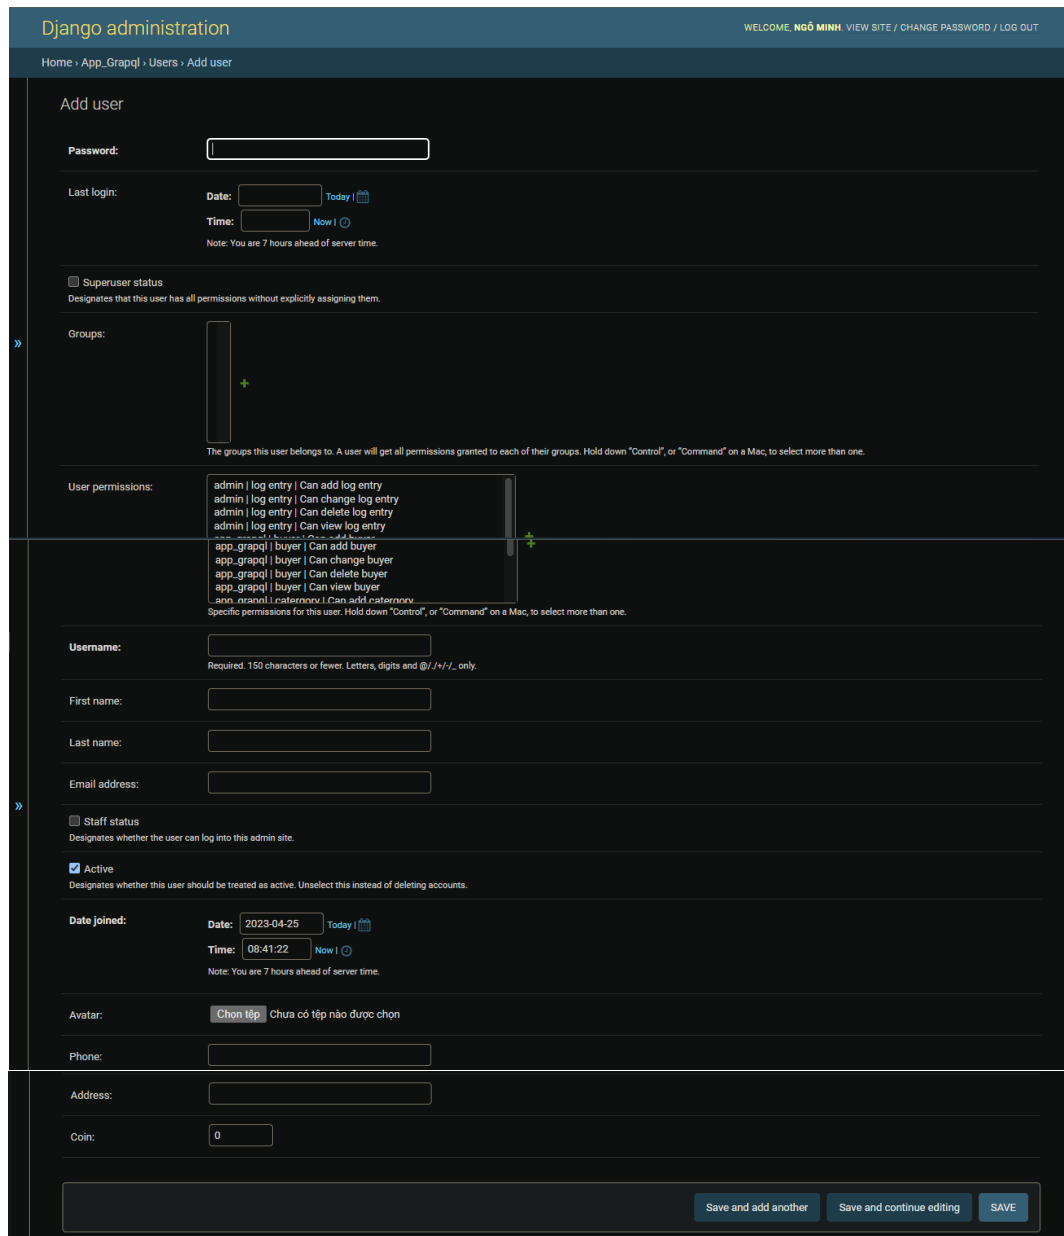 Django administration
WELCOME, NGÔ MINH. VIEW SITE / CHANGE PASSWORD / LOG OUT
Home › App_Grapql › Users › Add user
Add user
Password:
Last login:
Date: Today |
Time: Now |
Note: You are 7 hours ahead of server time.
Superuser status
Designates that this user has all permissions without explicitly assigning them.
»
Groups:
The groups this user belongs to. A user will get all permissions granted to each of their groups. Hold down “Control”, or “Command” on a Mac, to select more than one.
User permissions:
admin | log entry | Can add log entry
admin | log entry | Can change log entry
admin | log entry | Can delete log entry
admin | log entry | Can view log entry
app_grapql | buyer | Can add buyer
app_grapql | buyer | Can add buyer
app_grapql | buyer | Can change buyer
app_grapql | buyer | Can delete buyer
app_grapql | buyer | Can view buyer
app_grapql | catergory | Can add catergory
Specific permissions for this user. Hold down “Control”, or “Command” on a Mac, to select more than one.
Username:
Required. 150 characters or fewer. Letters, digits and @/./+/-/_ only.
First name:
Last name:
Email address:
»
Staff status
Designates whether the user can log into this admin site.
Active
Designates whether this user should be treated as active. Unselect this instead of deleting accounts.
Date joined:
Date: 2023-04-25 Today |
Time: 08:41:22 Now |
Note: You are 7 hours ahead of server time.
Avatar: Chọn tệp Chưa có tệp nào được chọn
Phone:
Address:
Coin: 0
Save and add another Save and continue editing SAVE